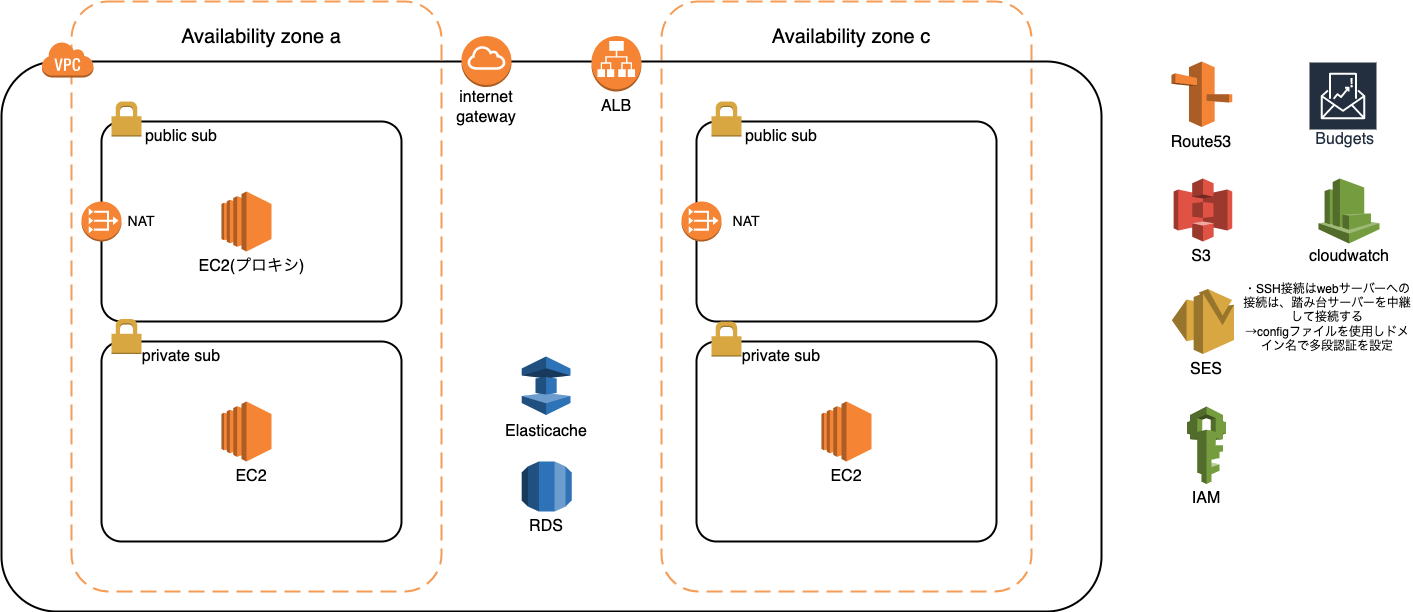 Availability zone a
Availability zone c
VPC
internet
gateway
ALB
public sub
public sub
NAT
EC2(プロキシ)
NAT
private sub
private sub
EC2
Elasticache
RDS
EC2
Route53
Budgets
S3
cloudwatch
SES
・SSH接続はwebサーバーへの
接続は、踏み台サーバーを中継
して接続する
→configファイルを使用しドメ
イン名で多段認証を設定
IAM